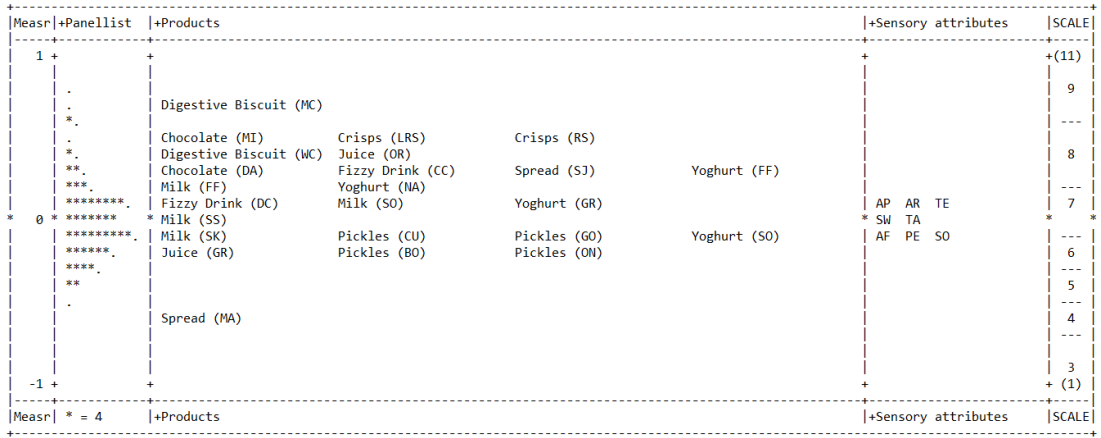 |Measr|+Panellist |+Products |+Sensory attributes |SCALE|
1 + + + +(11)
. 9
. Digestive Biscuit (MC)
*. ---
. Chocolate (MI) Crisps (LRS) Crisps (RS)
*. Digestive Biscuit (WC) Juice (OR) 8
**. Chocolate (DA) Fizzy Drink (CC) Spread (SJ) Yoghurt (FF)
***. Milk (FF) Yoghurt (NA) ---
********. Fizzy Drink (DC) Milk (SO) Yoghurt (GR) AP AR TE 7
* 0 * ******* * Milk (SS) * SW TA * *
*********. Milk (SK) Pickles (CU) Pickles (GO) Yoghurt (SO) AF PE SO ---
******. Juice (GR) Pickles (BO) Pickles (ON) 6
****. ---
** 5
. ---
Spread (MA) 4
---
3
-1 + + + + (1)
|Measr| * = 4 |+Products |+Sensory attributes |SCALE|